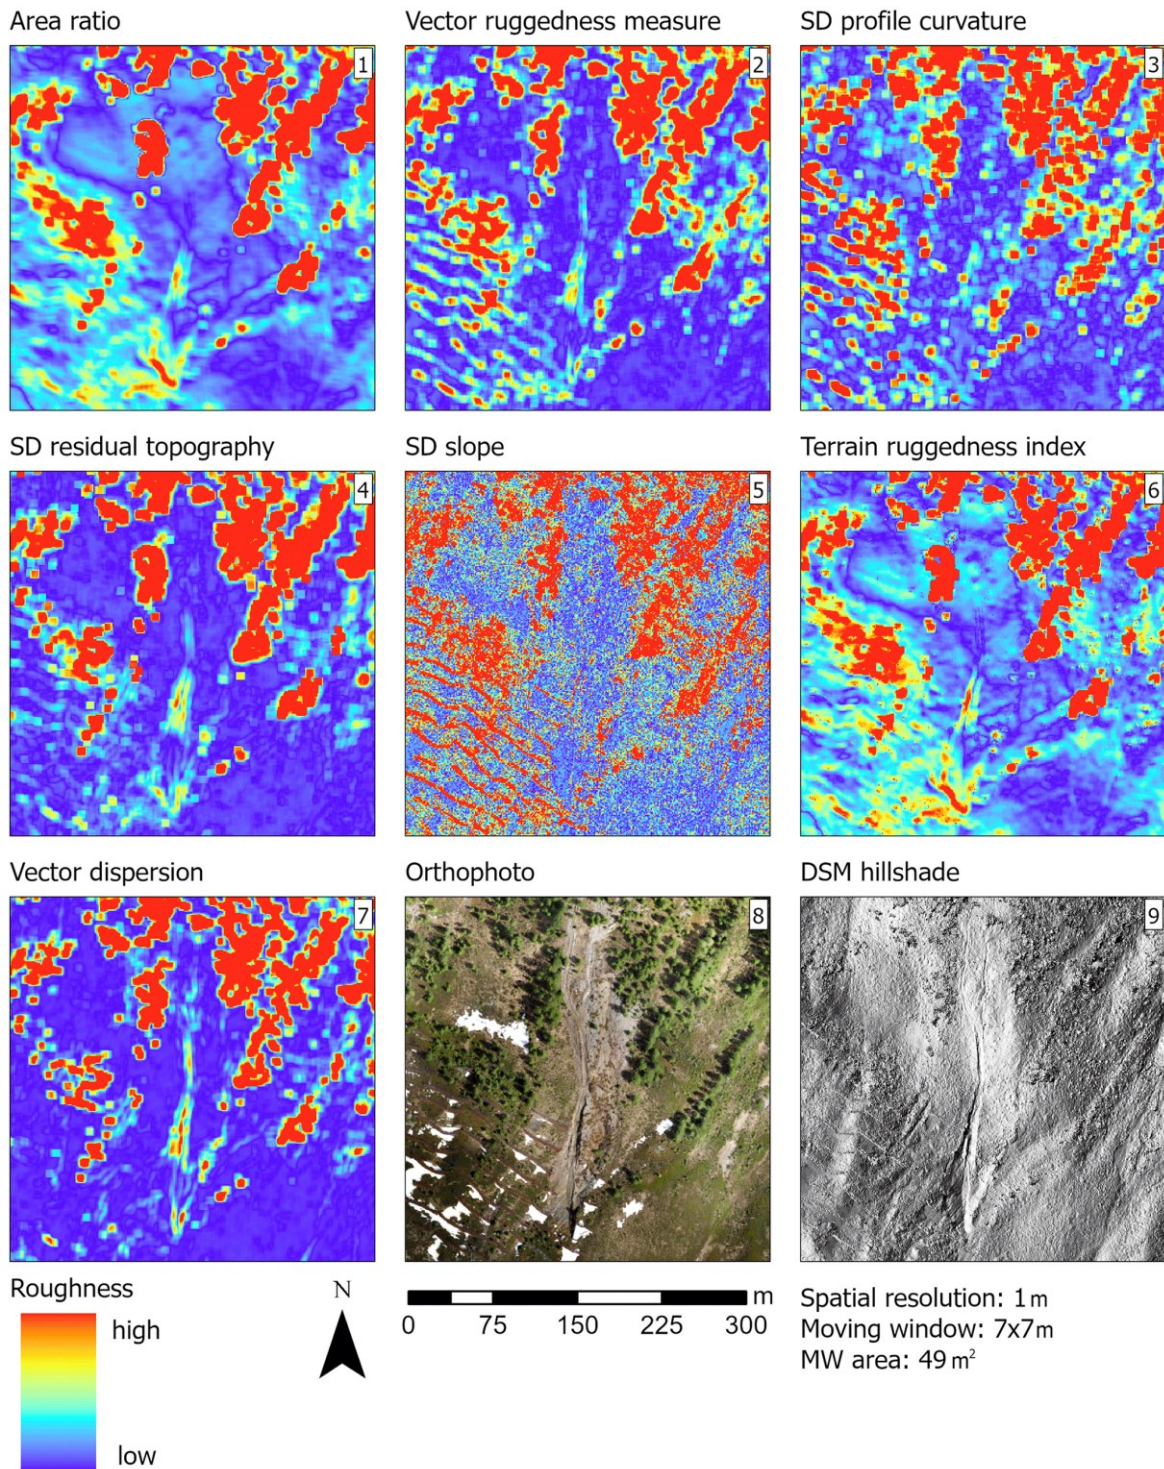 Area ratio
Vector ruggedness measure
SD profile curvature
1
2
3
SD residual topography
SD slope
Terrain ruggedness index
4
5
6
Vector dispersion
Orthophoto
DSM hillshade
7
8
9
Roughness
high
low
N
m
0 75 150 225 300
Spatial resolution: 1 m
Moving window: 7x7 m
MW area: 49 m²